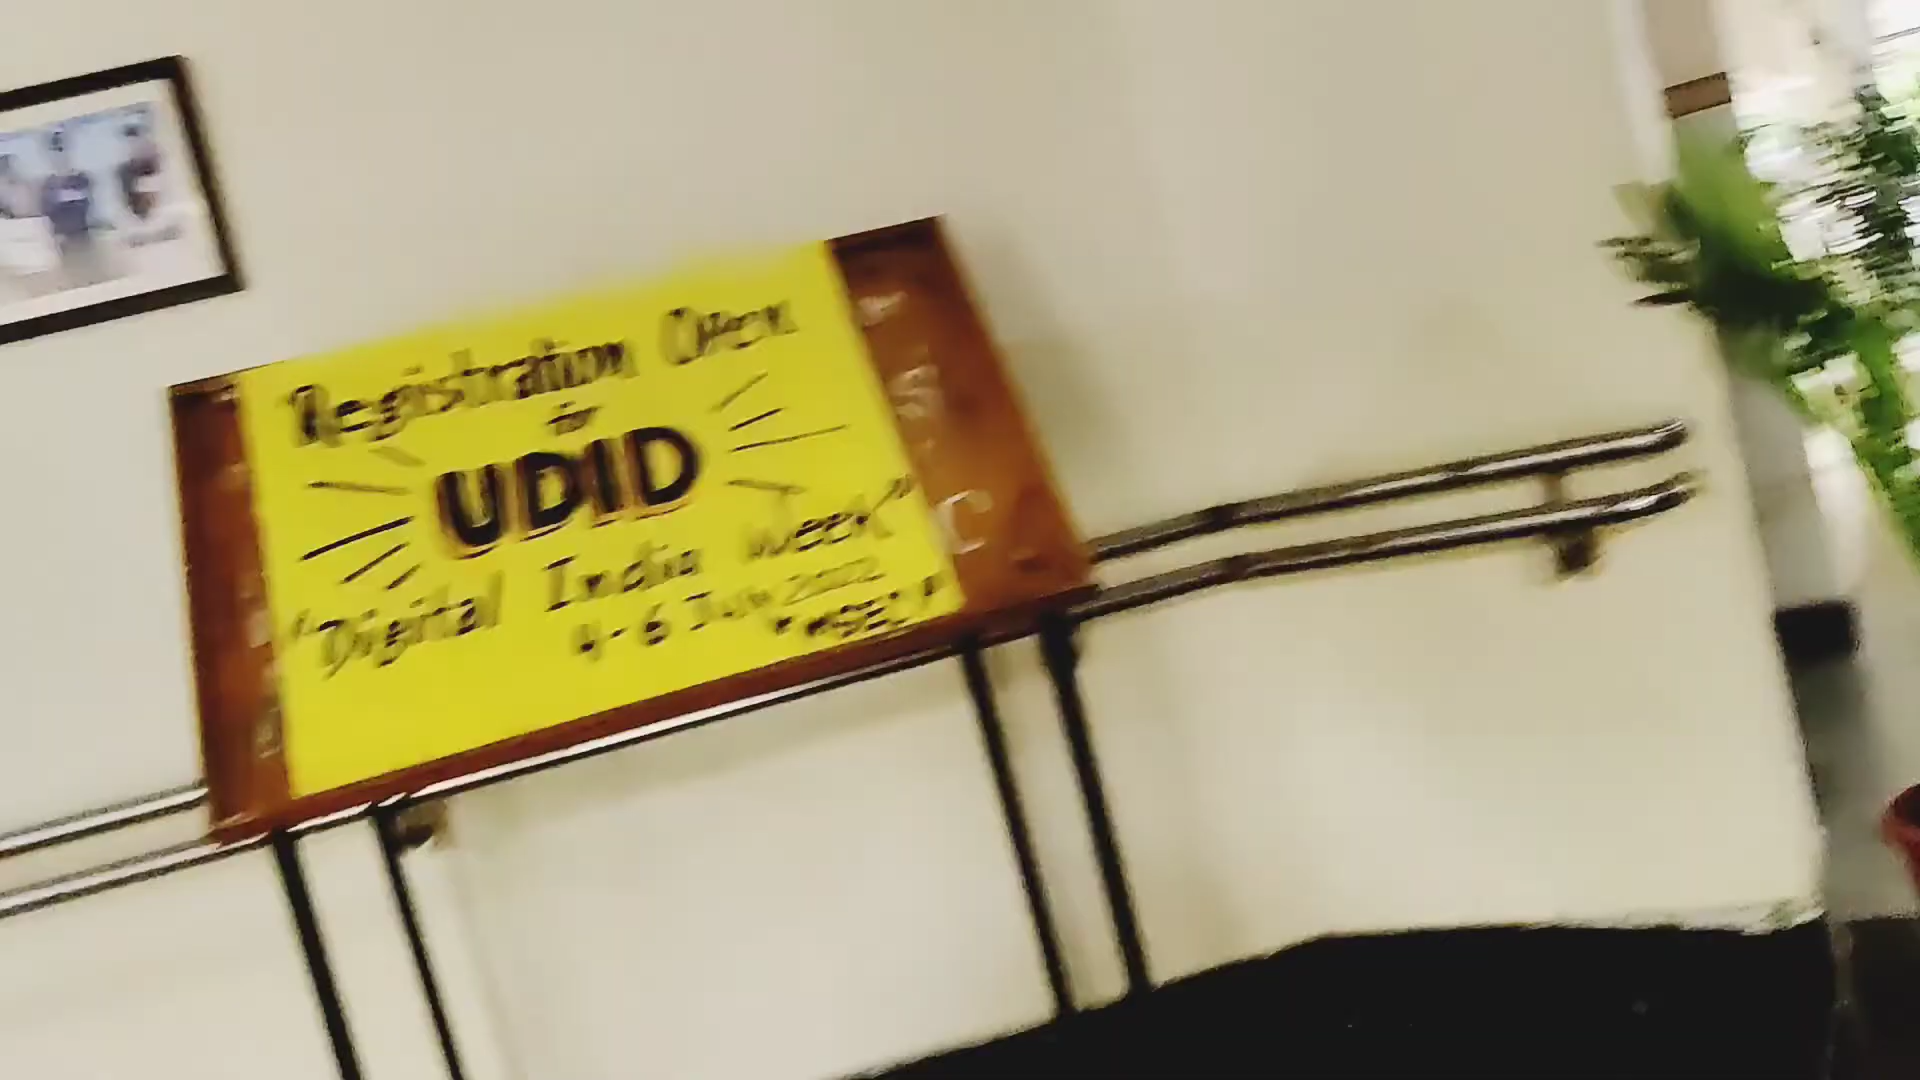 Registration Open
for
UDID
"Digital India Week"
4-6 July 2022